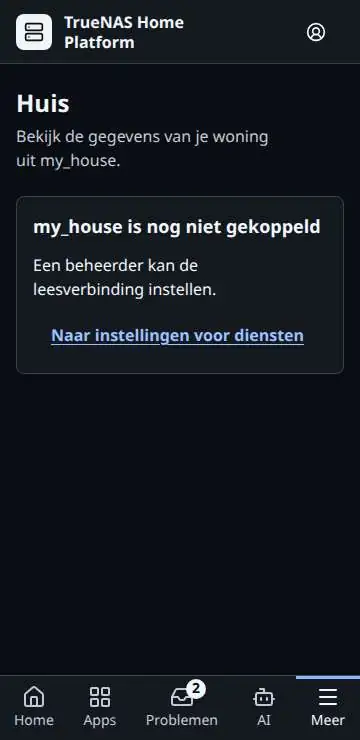 TrueNAS Home
Platform
Huis
Bekijk de gegevens van je woning
uit my_house.
my_house is nog niet gekoppeld
Een beheerder kan de
leesverbinding instellen.
Naar instellingen voor diensten
2
Home
Apps
Problemen
AI
Meer